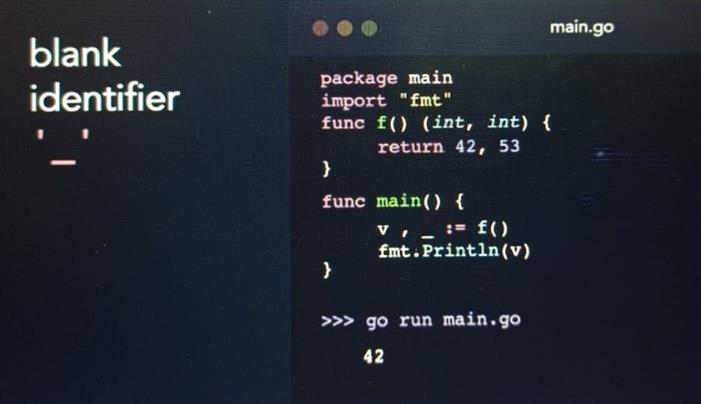 blank
identifier
'_'
main.go
package main
import "fmt"
func f() (int, int) {
return 42, 53
}
func main() {
v , _ := f()
fmt.Println(v)
}
>>> go run main.go
42